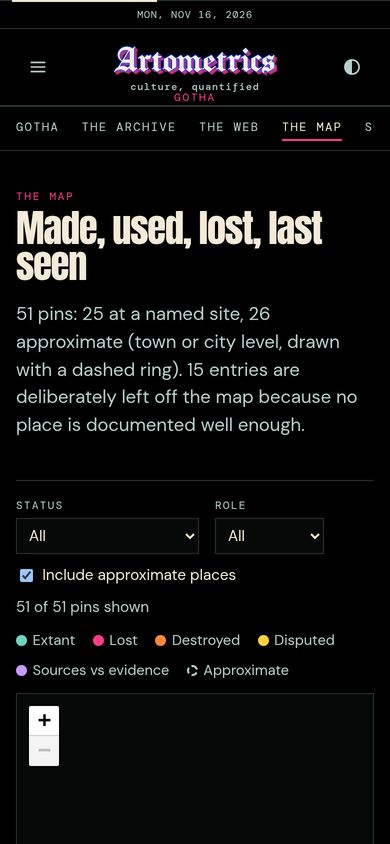 MON, NOV 16, 2026
Artometrics
culture, quantified
GOTHA
GOTHA THE ARCHIVE THE WEB THE MAP S
THE MAP
Made, used, lost, last
seen
51 pins: 25 at a named site, 26
approximate (town or city level, drawn
with a dashed ring). 15 entries are
deliberately left off the map because no
place is documented well enough.
STATUS ROLE
All All
Include approximate places
51 of 51 pins shown
Extant Lost Destroyed Disputed
Sources vs evidence Approximate
+
−